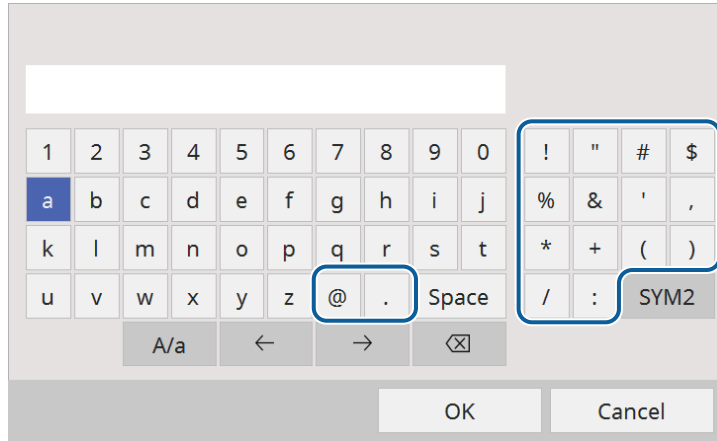 1 2 3 4 5 6 7 8 9 0 ! " # $
a b c d e f g h i j % & ' ,
k l m n o p q r s t * + ( )
u v w x y z @ . Space / : SYM2
A/a ← → ⌫
OK Cancel